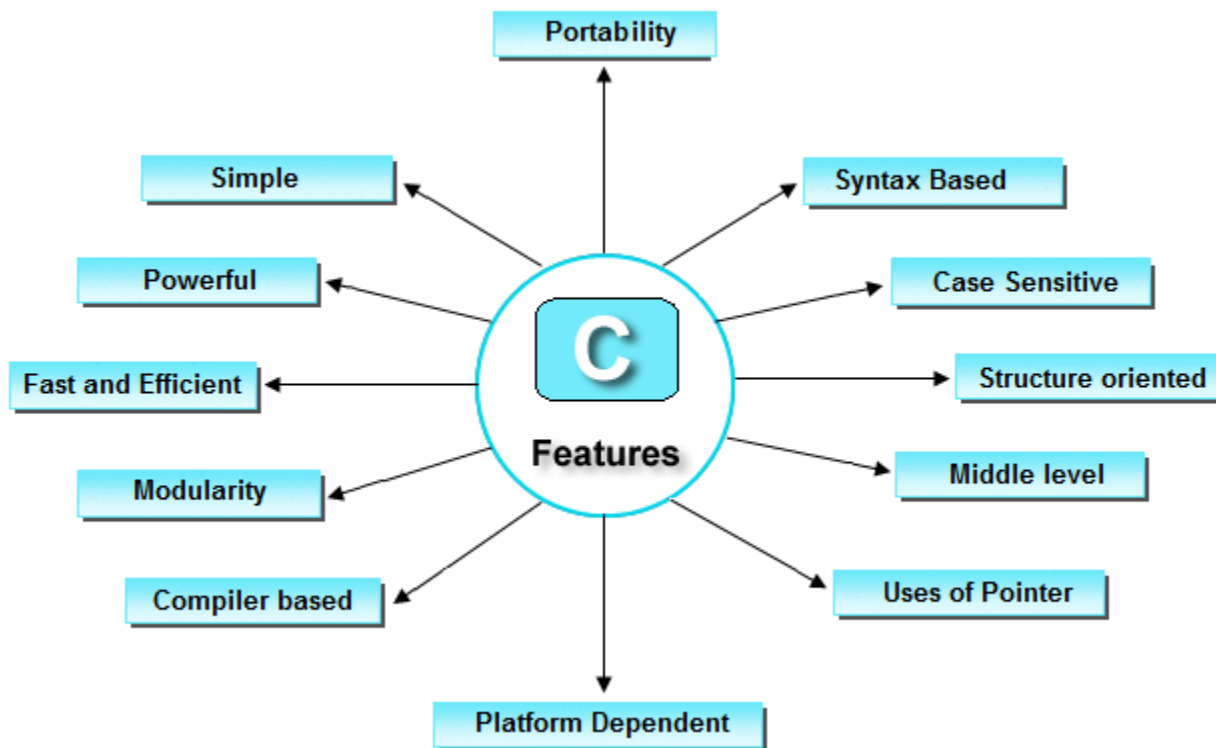 Portability
Simple
Syntax Based
Powerful
Case Sensitive
C
Fast and Efficient
Structure oriented
Features
Modularity
Middle level
Compiler based
Uses of Pointer
Platform Dependent